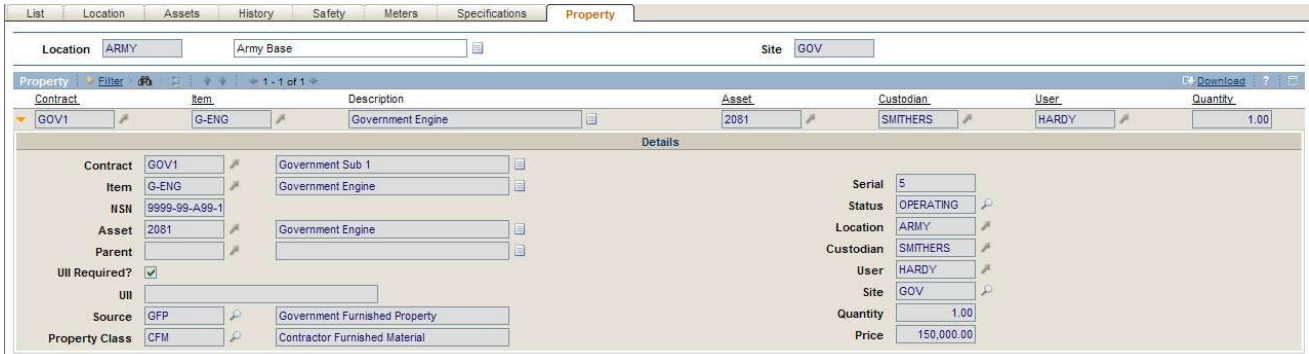 List Location Assets History Safety Meters Specifications Property
Location ARMY Army Base Site GOV
Property Filter 1 - 1 of 1 Download ?
Contract Item Description Asset Custodian User Quantity
GOV1 G-ENG Government Engine 2081 SMITHERS HARDY 1.00
Details
Contract GOV1 Government Sub 1
Item G-ENG Government Engine Serial 5
NSN 9999-99-A99-1 Status OPERATING
Asset 2081 Government Engine Location ARMY
Parent Custodian SMITHERS
UII Required? User HARDY
UII Site GOV
Source GFP Government Furnished Property Quantity 1.00
Property Class CFM Contractor Furnished Material Price 150,000.00